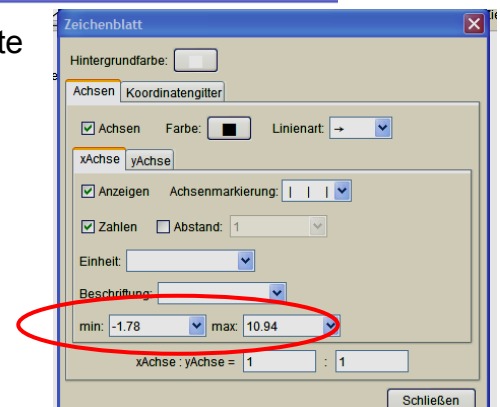 te
Zeichenblatt
Hintergrundfarbe:
Achsen Koordinatengitter
Achsen Farbe: Linienart: →
xAchse yAchse
Anzeigen Achsenmarkierung: | | |
Zahlen Abstand: 1
Einheit:
Beschriftung:
min: -1.78 max: 10.94
xAchse : yAchse = 1 : 1
Schließen